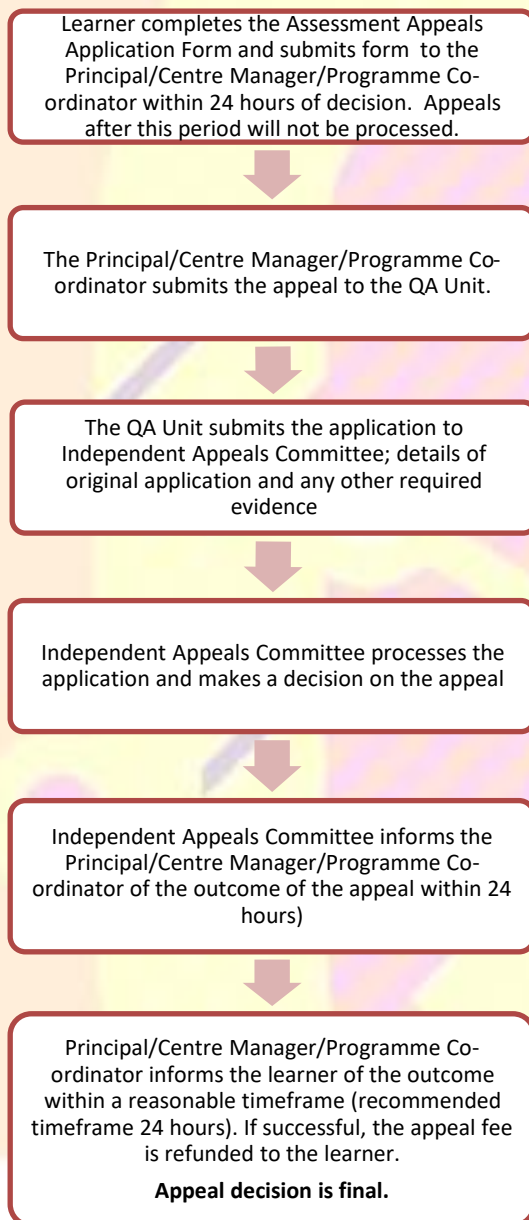 Learner completes the Assessment Appeals
Application Form and submits form  to the
Principal/Centre Manager/Programme Co-
ordinator within 24 hours of decision.  Appeals
after this period will not be processed.
The Principal/Centre Manager/Programme Co-
ordinator submits the appeal to the QA Unit.
The QA Unit submits the application to
Independent Appeals Committee; details of
original application and any other required
evidence
Independent Appeals Committee processes the
application and makes a decision on the appeal
Independent Appeals Committee informs the
Principal/Centre Manager/Programme Co-
ordinator of the outcome of the appeal within 24
hours)
Principal/Centre Manager/Programme Co-
ordinator informs the learner of the outcome
within a reasonable timeframe (recommended
timeframe 24 hours). If successful, the appeal fee
is refunded to the learner.
Appeal decision is final.